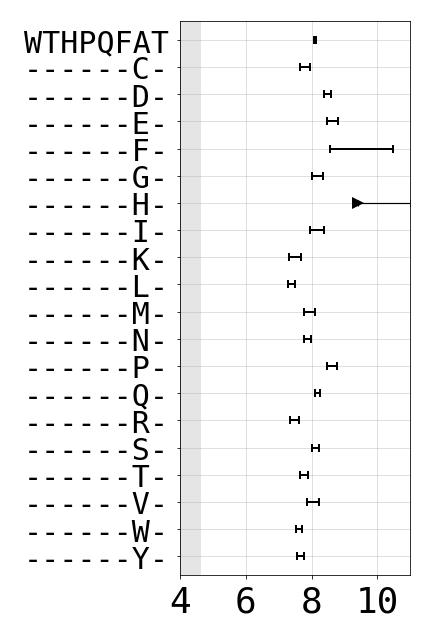 WTHPQFAT
------C-
------D-
------E-
------F-
------G-
------H-
------I-
------K-
------L-
------M-
------N-
------P-
------Q-
------R-
------S-
------T-
------V-
------W-
------Y-
4 6 8 10